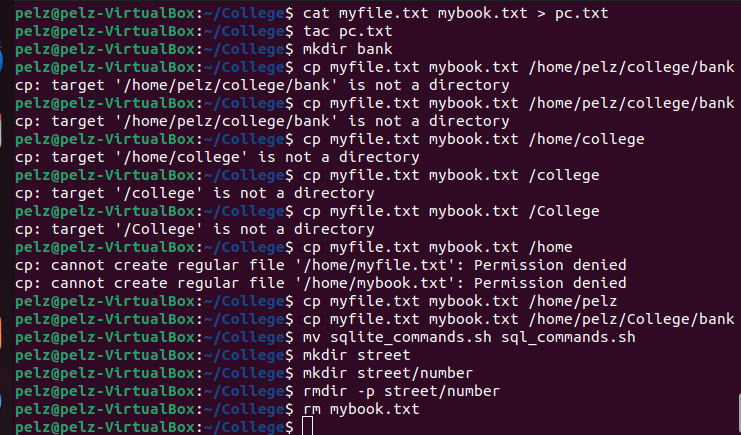 pelz@pelz-VirtualBox:~/College$ cat myfile.txt mybook.txt > pc.txt
pelz@pelz-VirtualBox:~/College$ tac pc.txt
pelz@pelz-VirtualBox:~/College$ mkdir bank
pelz@pelz-VirtualBox:~/College$ cp myfile.txt mybook.txt /home/pelz/college/bank
cp: target '/home/pelz/college/bank' is not a directory
pelz@pelz-VirtualBox:~/College$ cp myfile.txt mybook.txt /home/pelz/college/bank
cp: target '/home/pelz/college/bank' is not a directory
pelz@pelz-VirtualBox:~/College$ cp myfile.txt mybook.txt /home/college
cp: target '/home/college' is not a directory
pelz@pelz-VirtualBox:~/College$ cp myfile.txt mybook.txt /college
cp: target '/college' is not a directory
pelz@pelz-VirtualBox:~/College$ cp myfile.txt mybook.txt /College
cp: target '/College' is not a directory
pelz@pelz-VirtualBox:~/College$ cp myfile.txt mybook.txt /home
cp: cannot create regular file '/home/myfile.txt': Permission denied
cp: cannot create regular file '/home/mybook.txt': Permission denied
pelz@pelz-VirtualBox:~/College$ cp myfile.txt mybook.txt /home/pelz
pelz@pelz-VirtualBox:~/College$ cp myfile.txt mybook.txt /home/pelz/College/bank
pelz@pelz-VirtualBox:~/College$ mv sqlite_commands.sh sql_commands.sh
pelz@pelz-VirtualBox:~/College$ mkdir street
pelz@pelz-VirtualBox:~/College$ mkdir street/number
pelz@pelz-VirtualBox:~/College$ rmdir -p street/number
pelz@pelz-VirtualBox:~/College$ rm mybook.txt
pelz@pelz-VirtualBox:~/College$